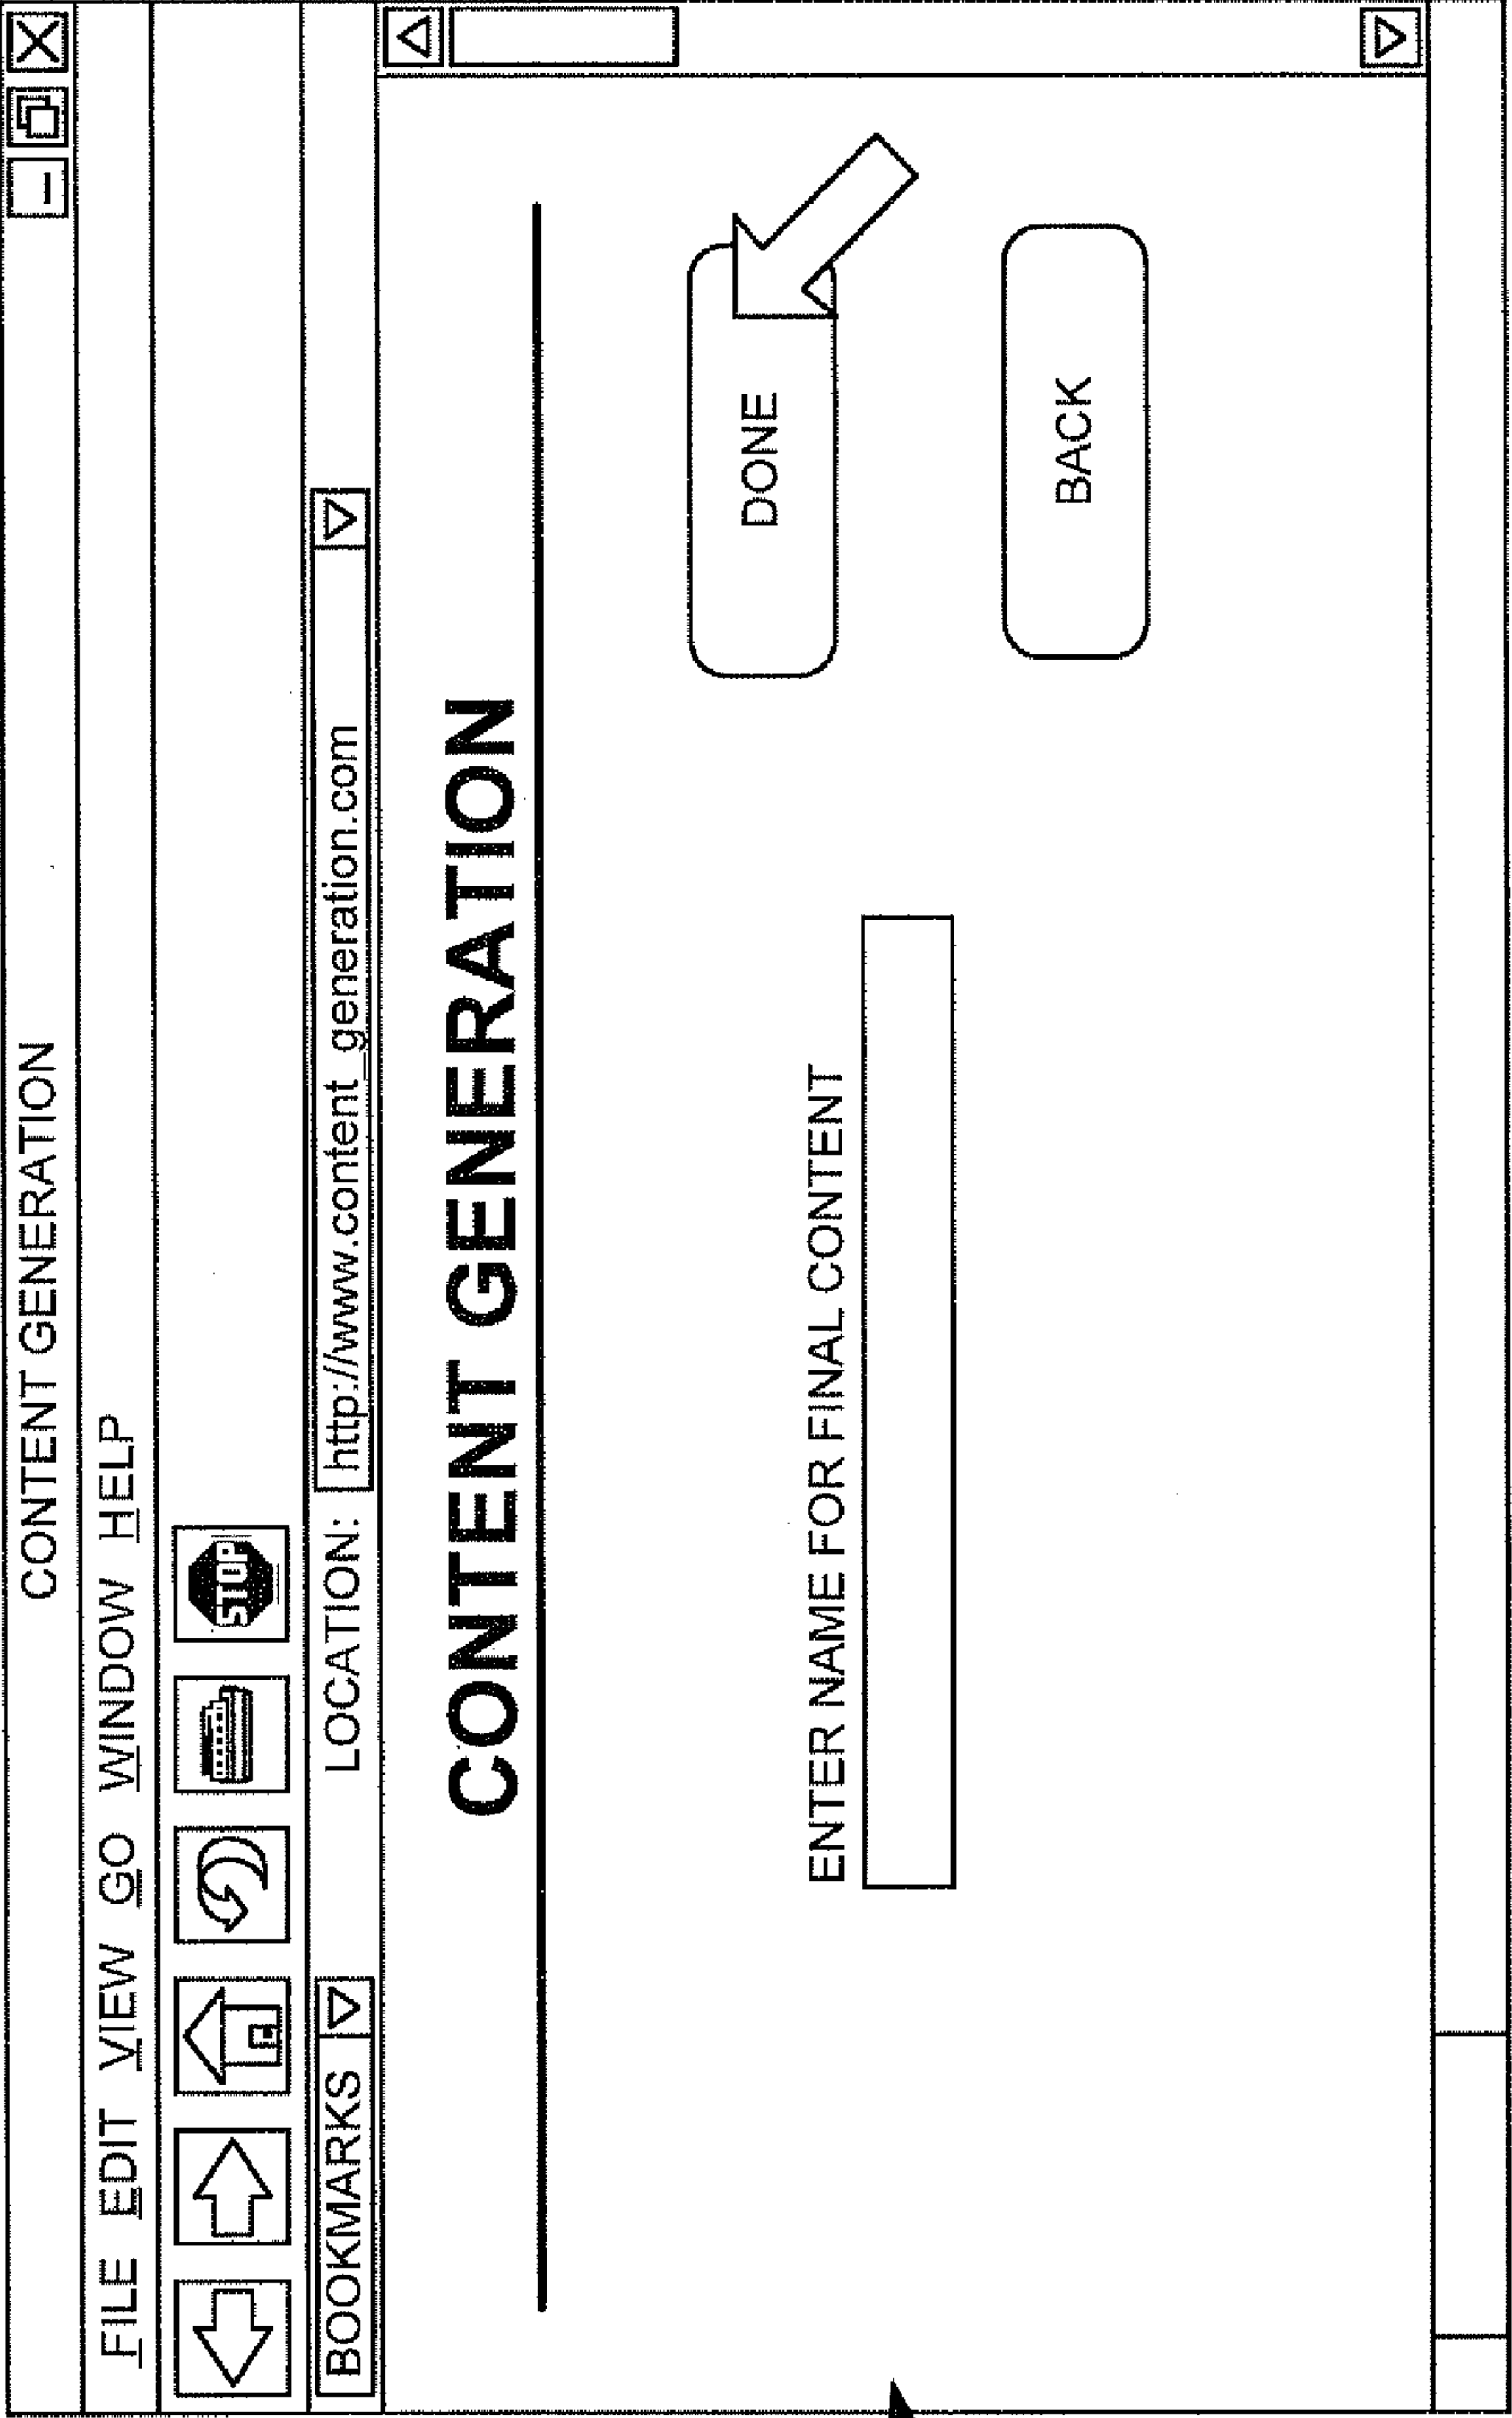 CONTENT GENERATION
FILE EDIT VIEW GO WINDOW HELP
STOP
BOOKMARKS LOCATION: http://www.content_generation.com
CONTENT GENERATION
DONE
ENTER NAME FOR FINAL CONTENT
BACK